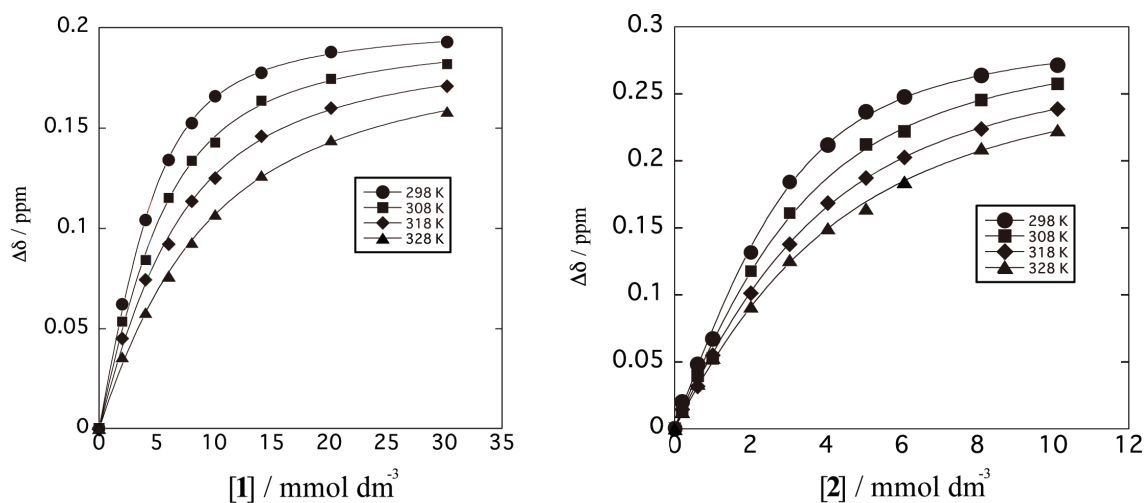 0.2
0.15
0.1
0.05
0
Δδ / ppm
0 5 10 15 20 25 30 35
[1] / mmol dm⁻³
298 K
308 K
318 K
328 K
0.3
0.25
0.2
0.15
0.1
0.05
0
Δδ / ppm
0 2 4 6 8 10 12
[2] / mmol dm⁻³
298 K
308 K
318 K
328 K